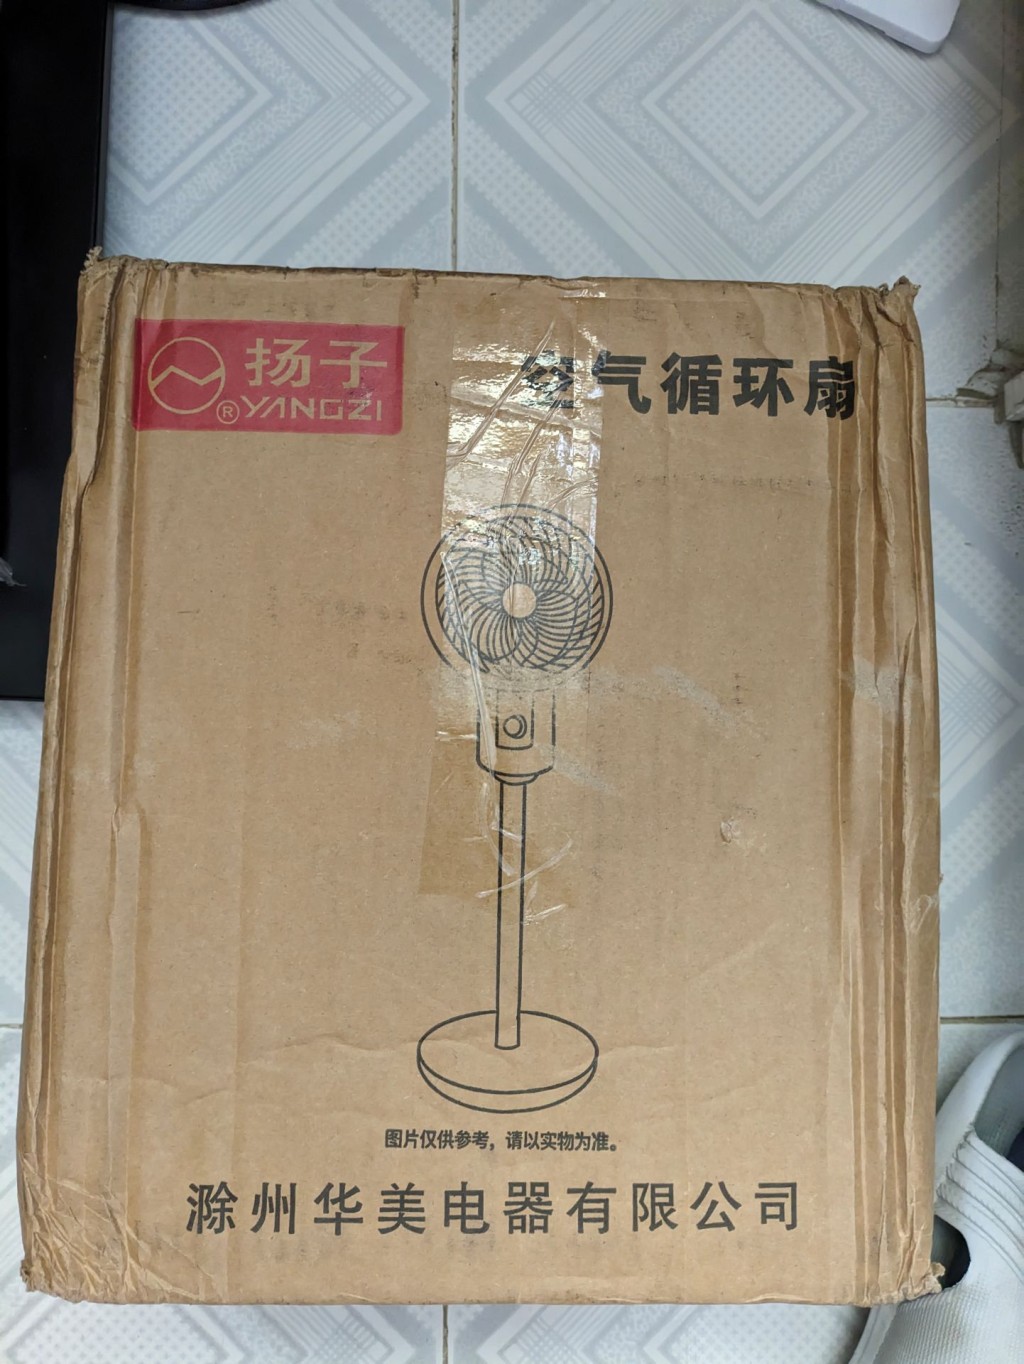 扬子
®YANGZI
空气循环扇
图片仅供参考，请以实物为准。
滁州华美电器有限公司